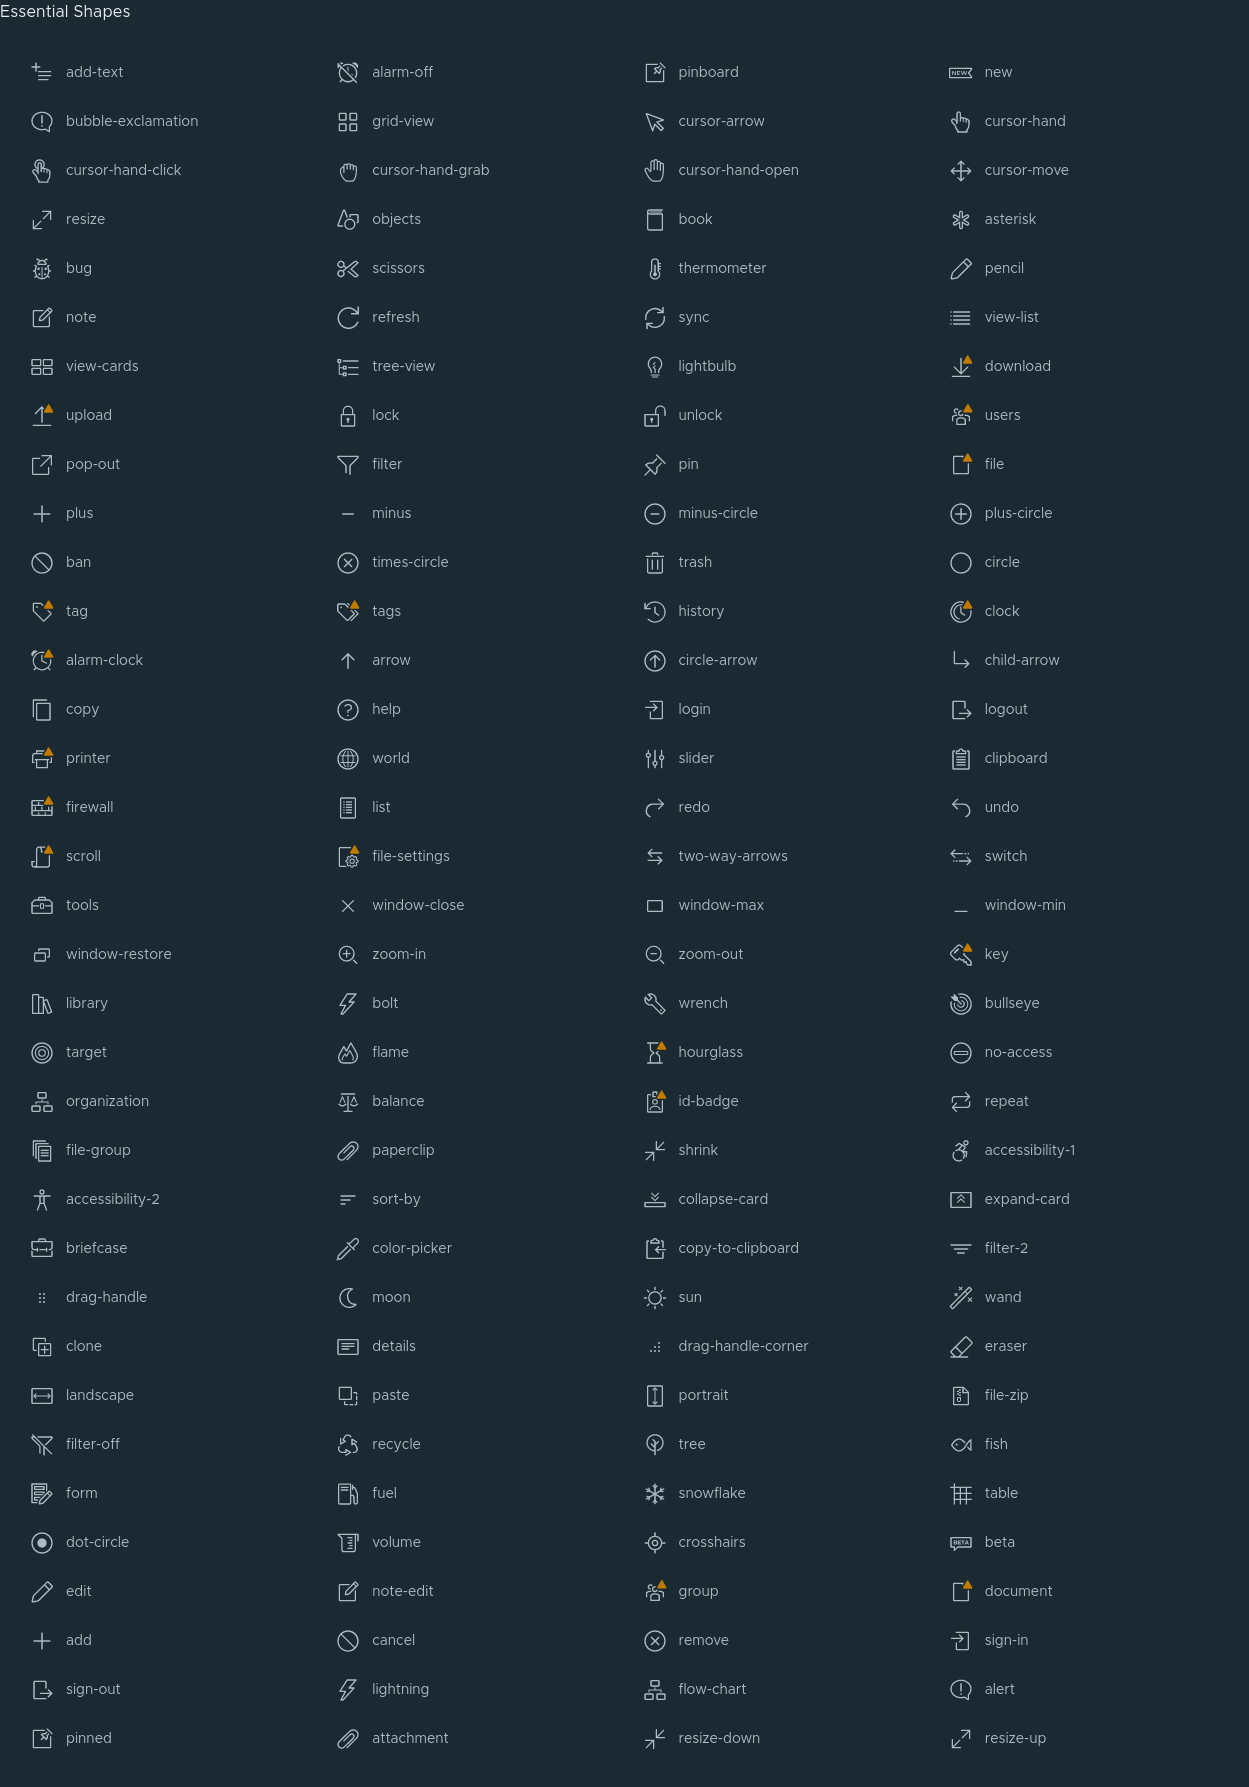 Essential Shapes
add-text alarm-off pinboard NEW new
bubble-exclamation grid-view cursor-arrow cursor-hand
cursor-hand-click cursor-hand-grab cursor-hand-open cursor-move
resize objects book asterisk
bug scissors thermometer pencil
note refresh sync view-list
view-cards tree-view lightbulb download
upload lock unlock users
pop-out filter pin file
plus minus minus-circle plus-circle
ban times-circle trash circle
tag tags history clock
alarm-clock arrow circle-arrow child-arrow
copy help login logout
printer world slider clipboard
firewall list redo undo
scroll file-settings two-way-arrows switch
tools window-close window-max window-min
window-restore zoom-in zoom-out key
library bolt wrench bullseye
target flame hourglass no-access
organization balance id-badge repeat
file-group paperclip shrink accessibility-1
accessibility-2 sort-by collapse-card expand-card
briefcase color-picker copy-to-clipboard filter-2
drag-handle moon sun wand
clone details drag-handle-corner eraser
landscape paste portrait file-zip
filter-off recycle tree fish
form fuel snowflake table
dot-circle volume crosshairs BETA beta
edit note-edit group document
add cancel remove sign-in
sign-out lightning flow-chart alert
pinned attachment resize-down resize-up